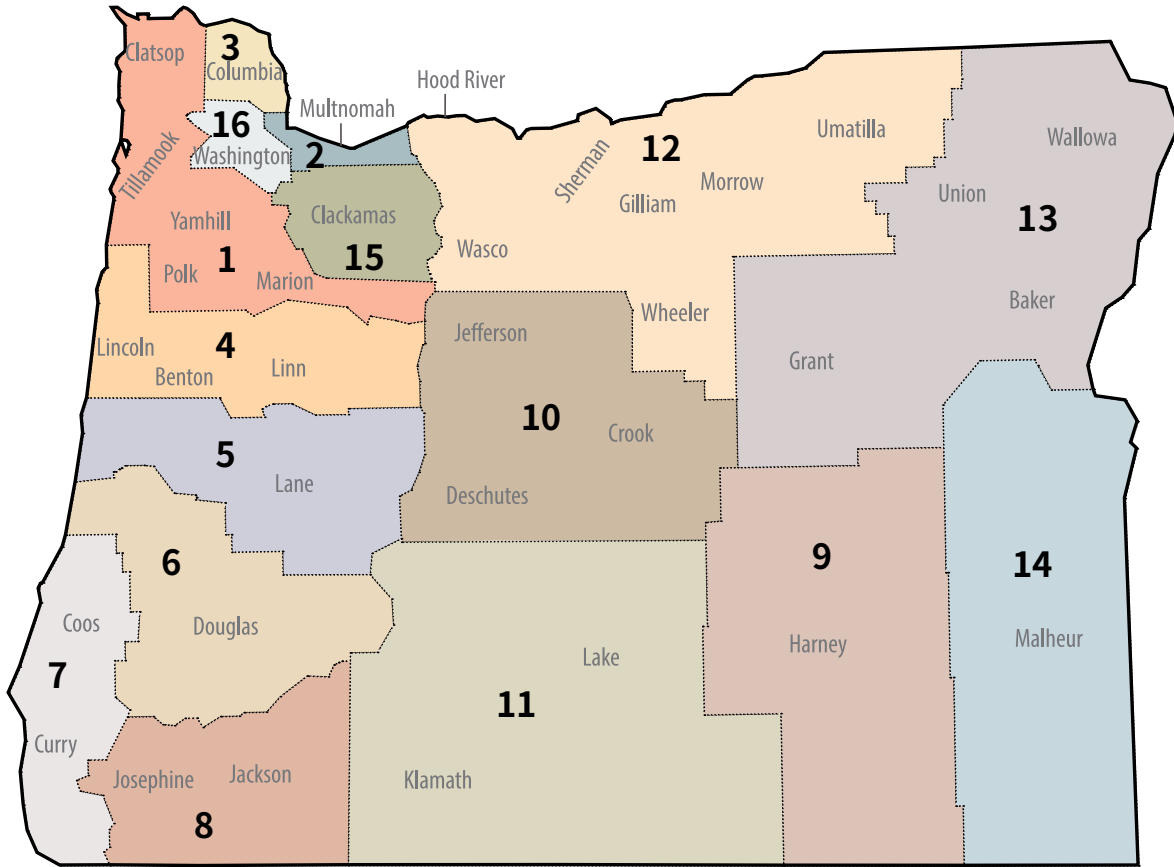 Clatsop
3
Columbia
Hood River
Multnomah
16
Washington
2
Tillamook
12
Umatilla
Sherman
Morrow
Gilliam
Wallowa
Union
13
Yamhill
Clackamas
15
Wasco
1
Polk
Marion
Wheeler
Baker
Jefferson
Lincoln
4
Benton
Linn
Grant
10
Crook
5
Lane
Deschutes
6
9
14
Coos
Douglas
Lake
Harney
Malheur
7
11
Curry
Josephine
Jackson
Klamath
8